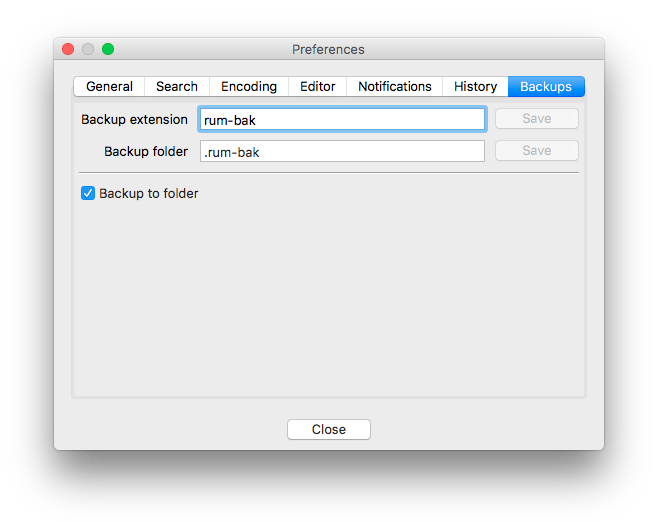 Preferences
General Search Encoding Editor Notifications History Backups
Backup extension rum-bak Save
Backup folder .rum-bak Save
Backup to folder
Close